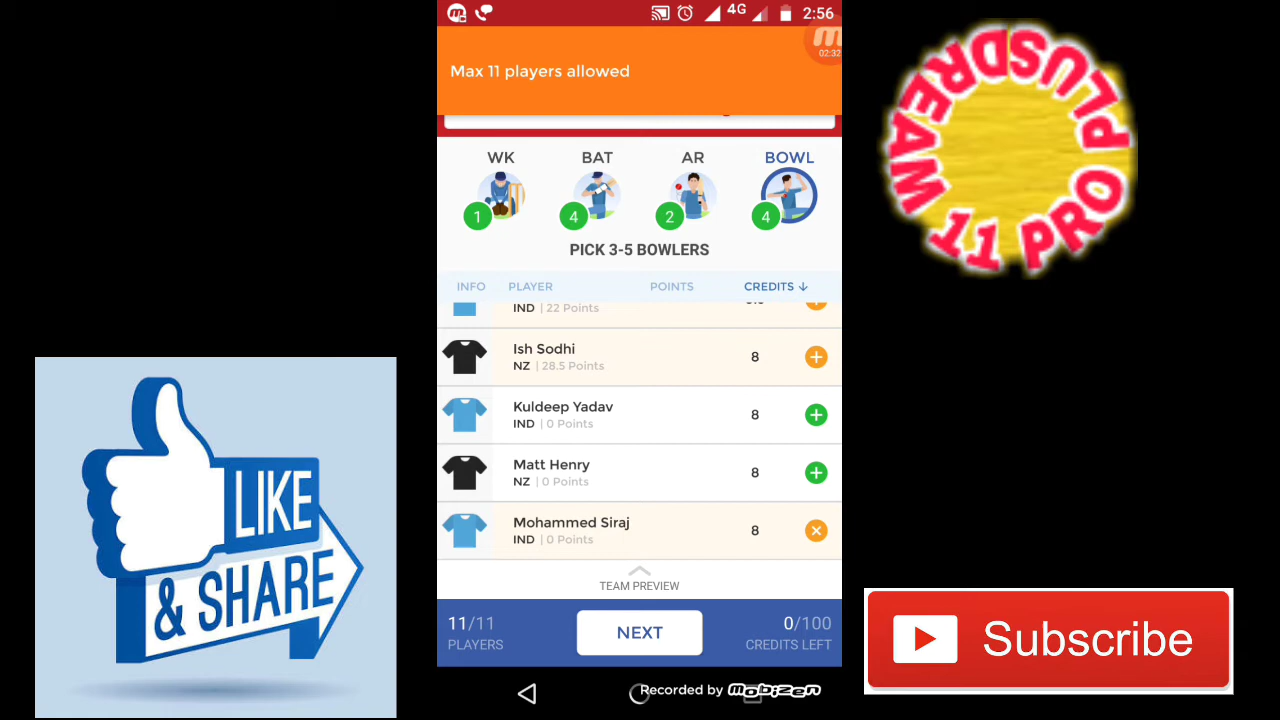 4G 2:56
02:32
Max 11 players allowed
WK BAT AR BOWL
1 4 2 4
PICK 3-5 BOWLERS
INFO PLAYER POINTS CREDITS ↓
IND | 22 Points
Ish Sodhi
NZ | 28.5 Points
8
Kuldeep Yadav
IND | 0 Points
8
Matt Henry
NZ | 0 Points
8
Mohammed Siraj
IND | 0 Points
8
TEAM PREVIEW
11/11
PLAYERS
NEXT
0/100
CREDITS LEFT
Recorded by mobizen
LIKE
& SHARE
DREAM 11 PRO PLUS
Subscribe